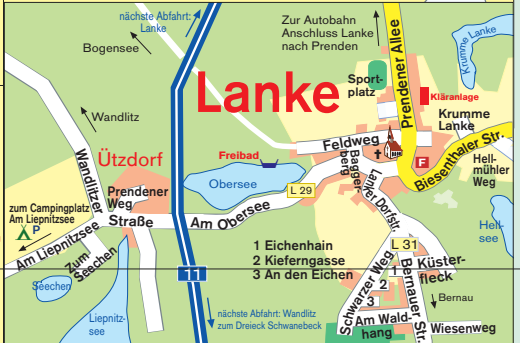 nächste Abfahrt:
Lanke
Bogensee
Zur Autobahn
Anschluss Lanke
nach Prenden
Prendener Allee
Krumme Lanke
Lanke
Sport-
platz
Kläranlage
Krumme
Lanke
Wandlitz
Feldweg
Biesenthaler Str.
Ützdorf
Wandlitzer
Freibad
Bagger-
berg
F
Hell-
mühler
Weg
Obersee
L 29
Lanker Dorfstr.
Prendener
Weg
zum Campingplatz
Am Liepnitzsee
P
Straße
Am Obersee
Am Liepnitzsee
Hell-
see
Zum
Seechen
L 31
1 Eichenhain
2 Kieferngasse
3 An den Eichen
Küster-
fleck
11
Seechen
Schwarzer Weg
1
2
3
Bernauer Str.
Bernau
Liepnitz-
see
nächste Abfahrt: Wandlitz
zum Dreieck Schwanebeck
Am Wald-
hang
Wiesenweg